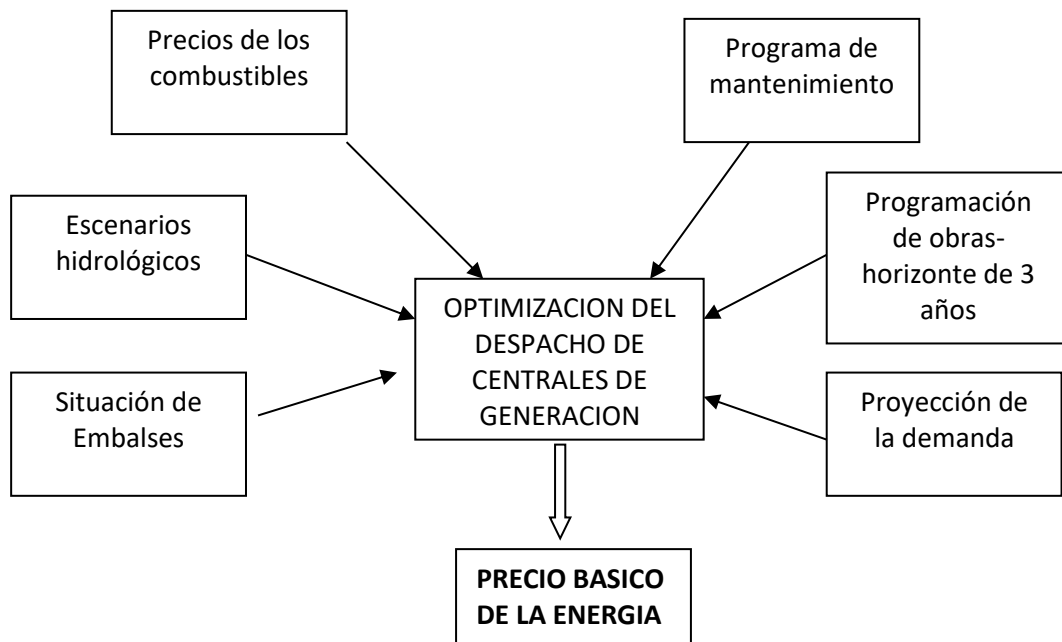 Precios de los
combustibles
Programa de
mantenimiento
Escenarios
hidrológicos
Programación
de obras-
horizonte de 3
años
OPTIMIZACION DEL
DESPACHO DE
CENTRALES DE
GENERACION
Situación de
Embalses
Proyección de
la demanda
PRECIO BASICO
DE LA ENERGIA